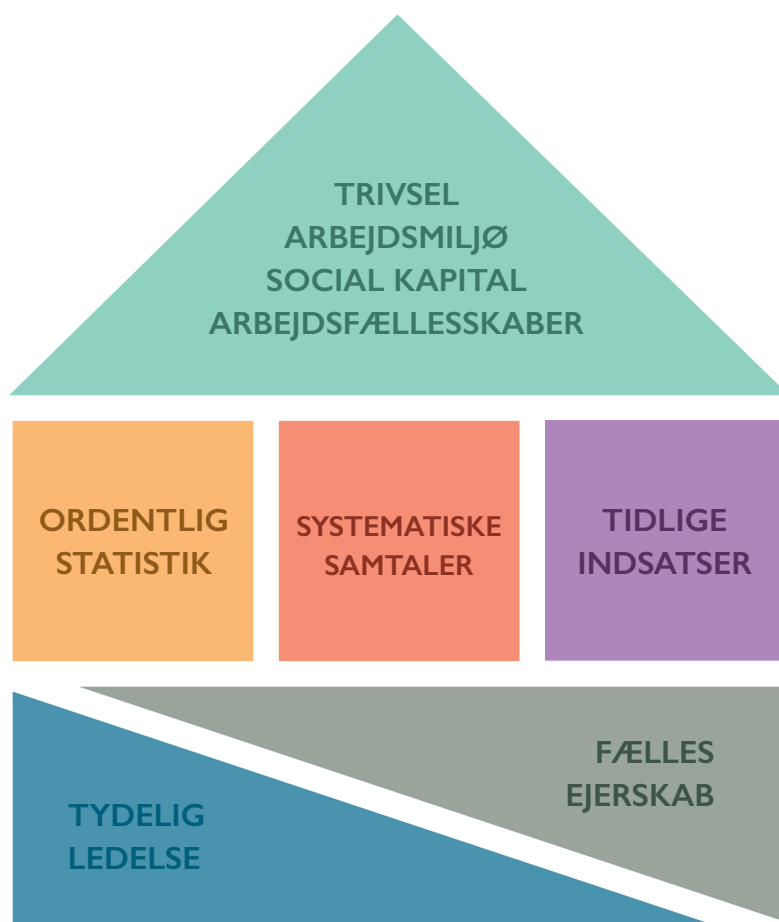 TRIVSEL
ARBEJDSMILJØ
SOCIAL KAPITAL
ARBEJDSFÆLLESSKABER
ORDENTLIG
STATISTIK
SYSTEMATISKE
SAMTALER
TIDLIGE
INDSATSER
FÆLLES
EJERSKAB
TYDELIG
LEDELSE